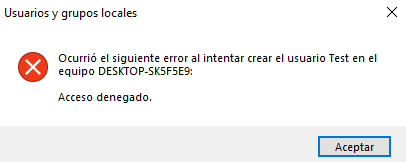 Usuarios y grupos locales
Ocurrió el siguiente error al intentar crear el usuario Test en el
equipo DESKTOP-SK5F5E9:
Acceso denegado.
Aceptar